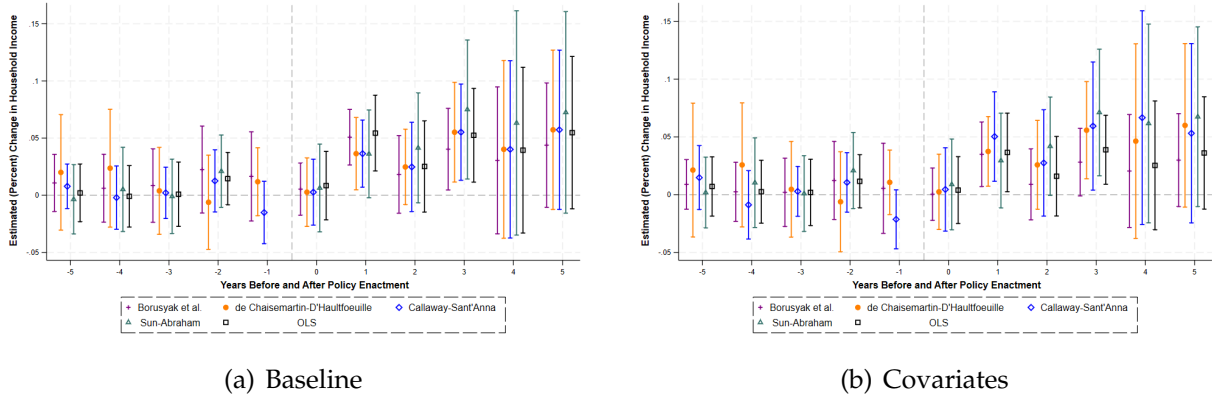 Estimated (Percent) Change in Household Income
.15
.1
.05
0
-.05
-5 -4 -3 -2 -1 0 1 2 3 4 5
Years Before and After Policy Enactment
Borusyak et al. de Chaisemartin-D'Haultfoeuille Callaway-Sant'Anna
Sun-Abraham OLS
(a) Baseline
Estimated (Percent) Change in Household Income
.15
.1
.05
0
-.05
-5 -4 -3 -2 -1 0 1 2 3 4 5
Years Before and After Policy Enactment
Borusyak et al. de Chaisemartin-D'Haultfoeuille Callaway-Sant'Anna
Sun-Abraham OLS
(b) Covariates